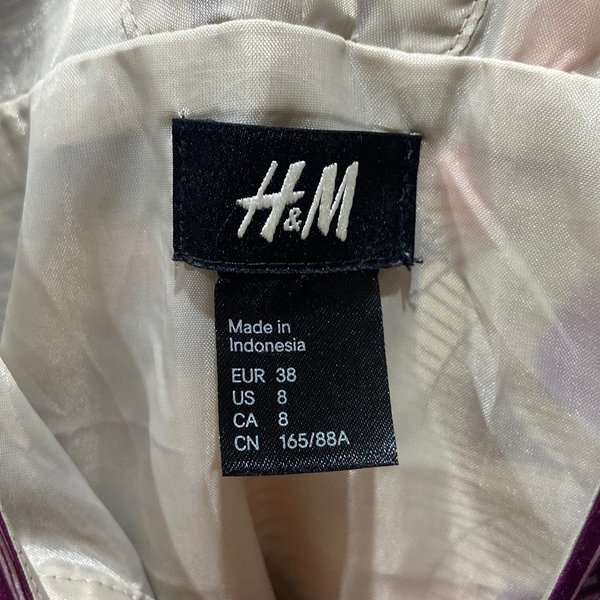 H&M
Made in
Indonesia
EUR 38
US 8
CA 8
CN 165/88A